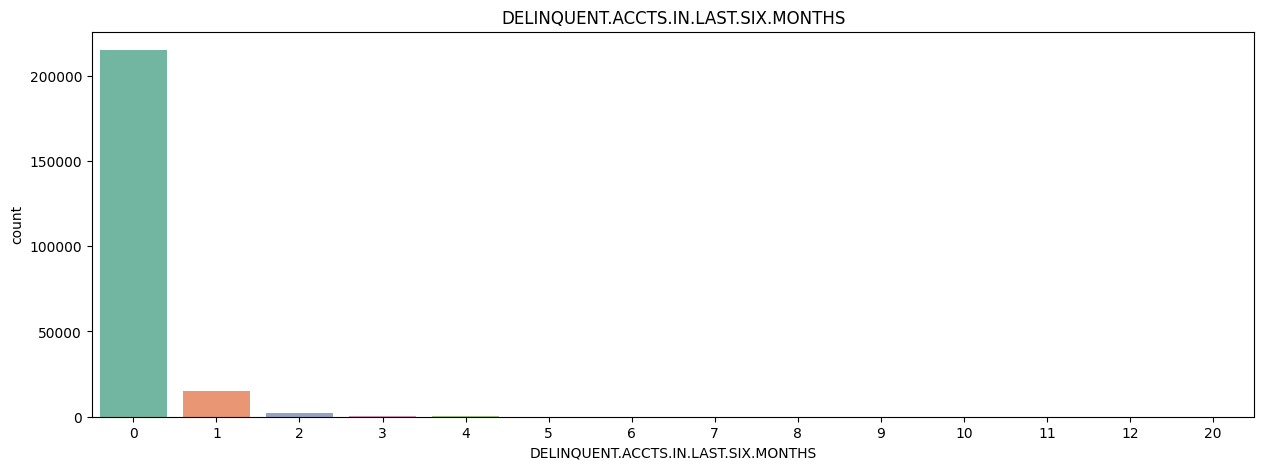 DELINQUENT.ACCTS.IN.LAST.SIX.MONTHS
200000
150000
100000
50000
0
count
0 1 2 3 4 5 6 7 8 9 10 11 12 20
DELINQUENT.ACCTS.IN.LAST.SIX.MONTHS